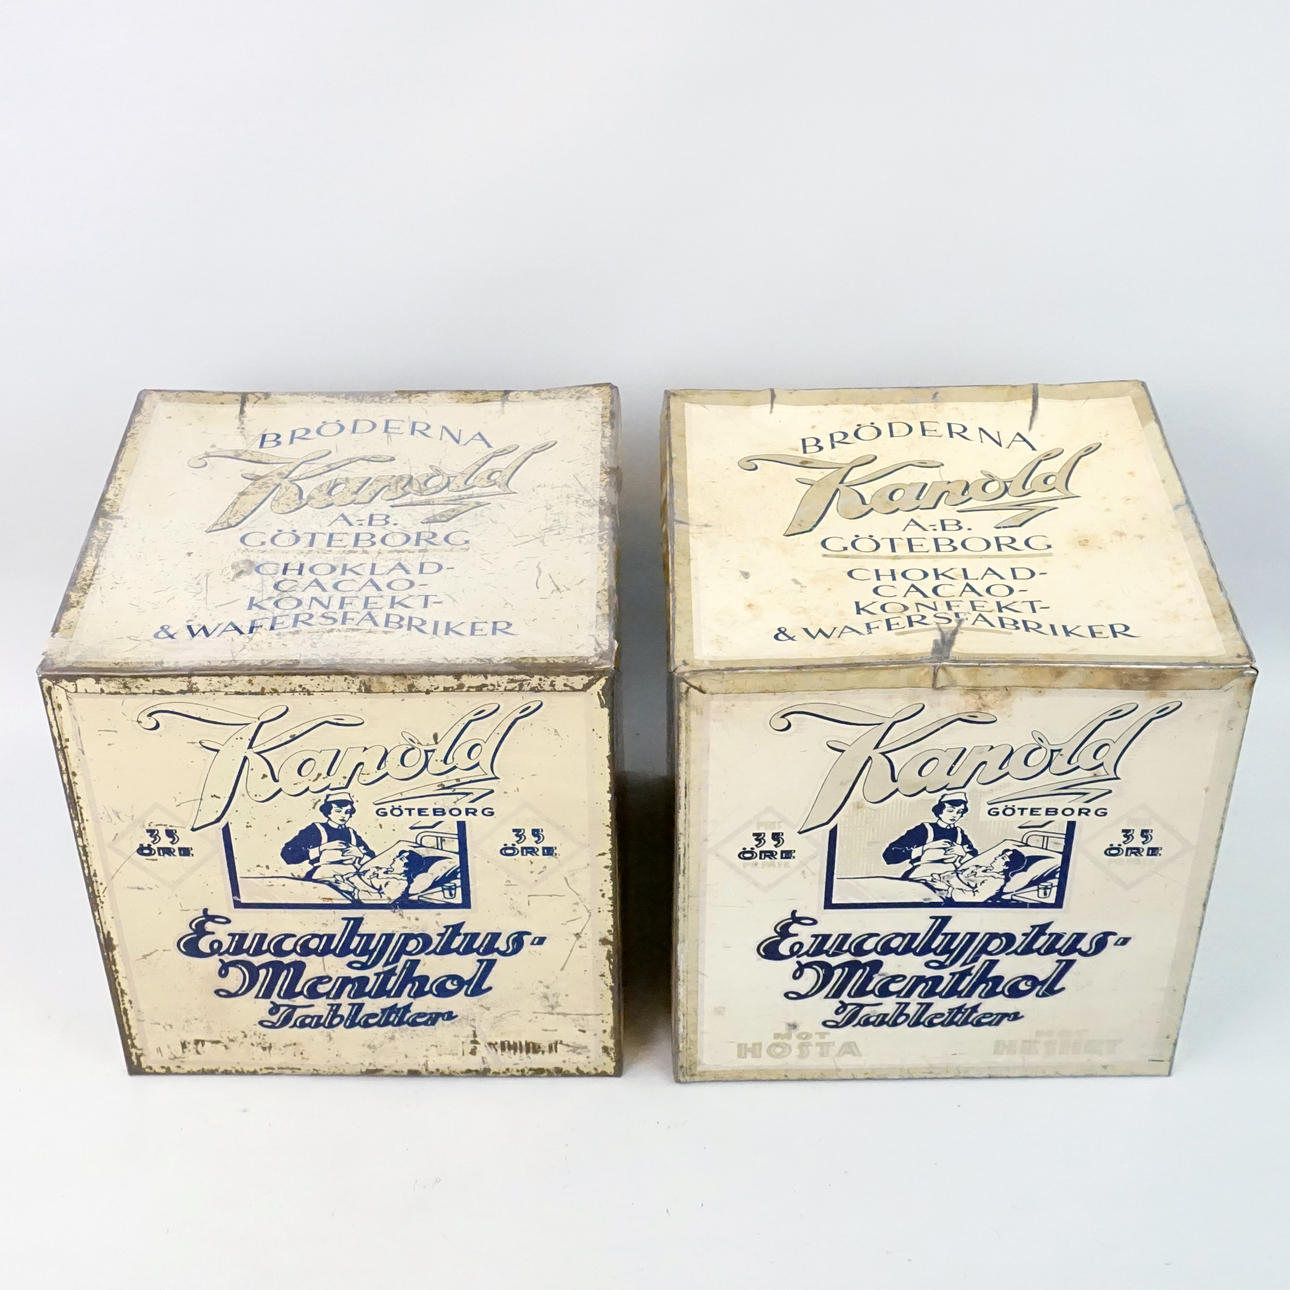 BRÖDERNA
Kanold
A.-B.
GÖTEBORG
CHOKLAD-
CACAO-
KONFEKT-
& WAFERSFABRIKER
Kanold
GÖTEBORG
35
ÖRE
35
ÖRE
Eucalyptus-
Menthol
Tabletter
BRÖDERNA
Kanold
A.-B.
GÖTEBORG
CHOKLAD-
CACAO-
KONFEKT-
& WAFERSFABRIKER
Kanold
GÖTEBORG
35
ÖRE
35
ÖRE
Eucalyptus-
Menthol
Tabletter
MOT
HOSTA
MOT
HESHET